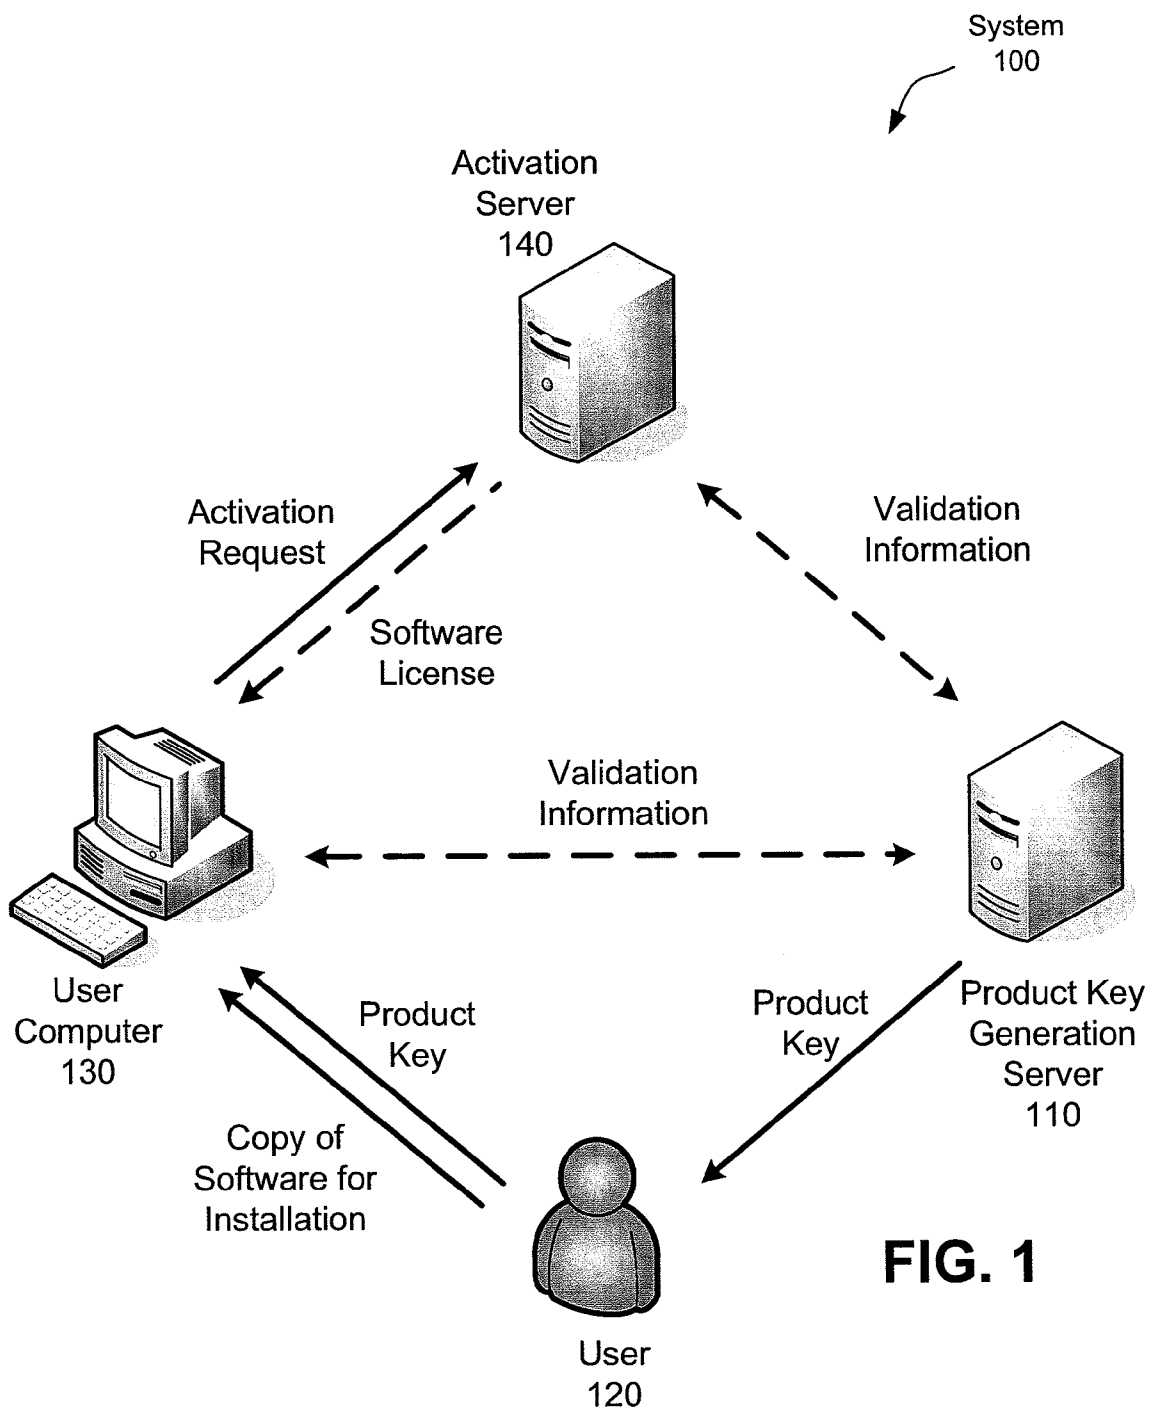 System
100
Activation
Server
140
Activation
Request
Validation
Information
Software
License
Validation
Information
User
Computer
130
Product
Key
Product
Key
Product Key
Generation
Server
110
Copy of
Software for
Installation
FIG. 1
User
120